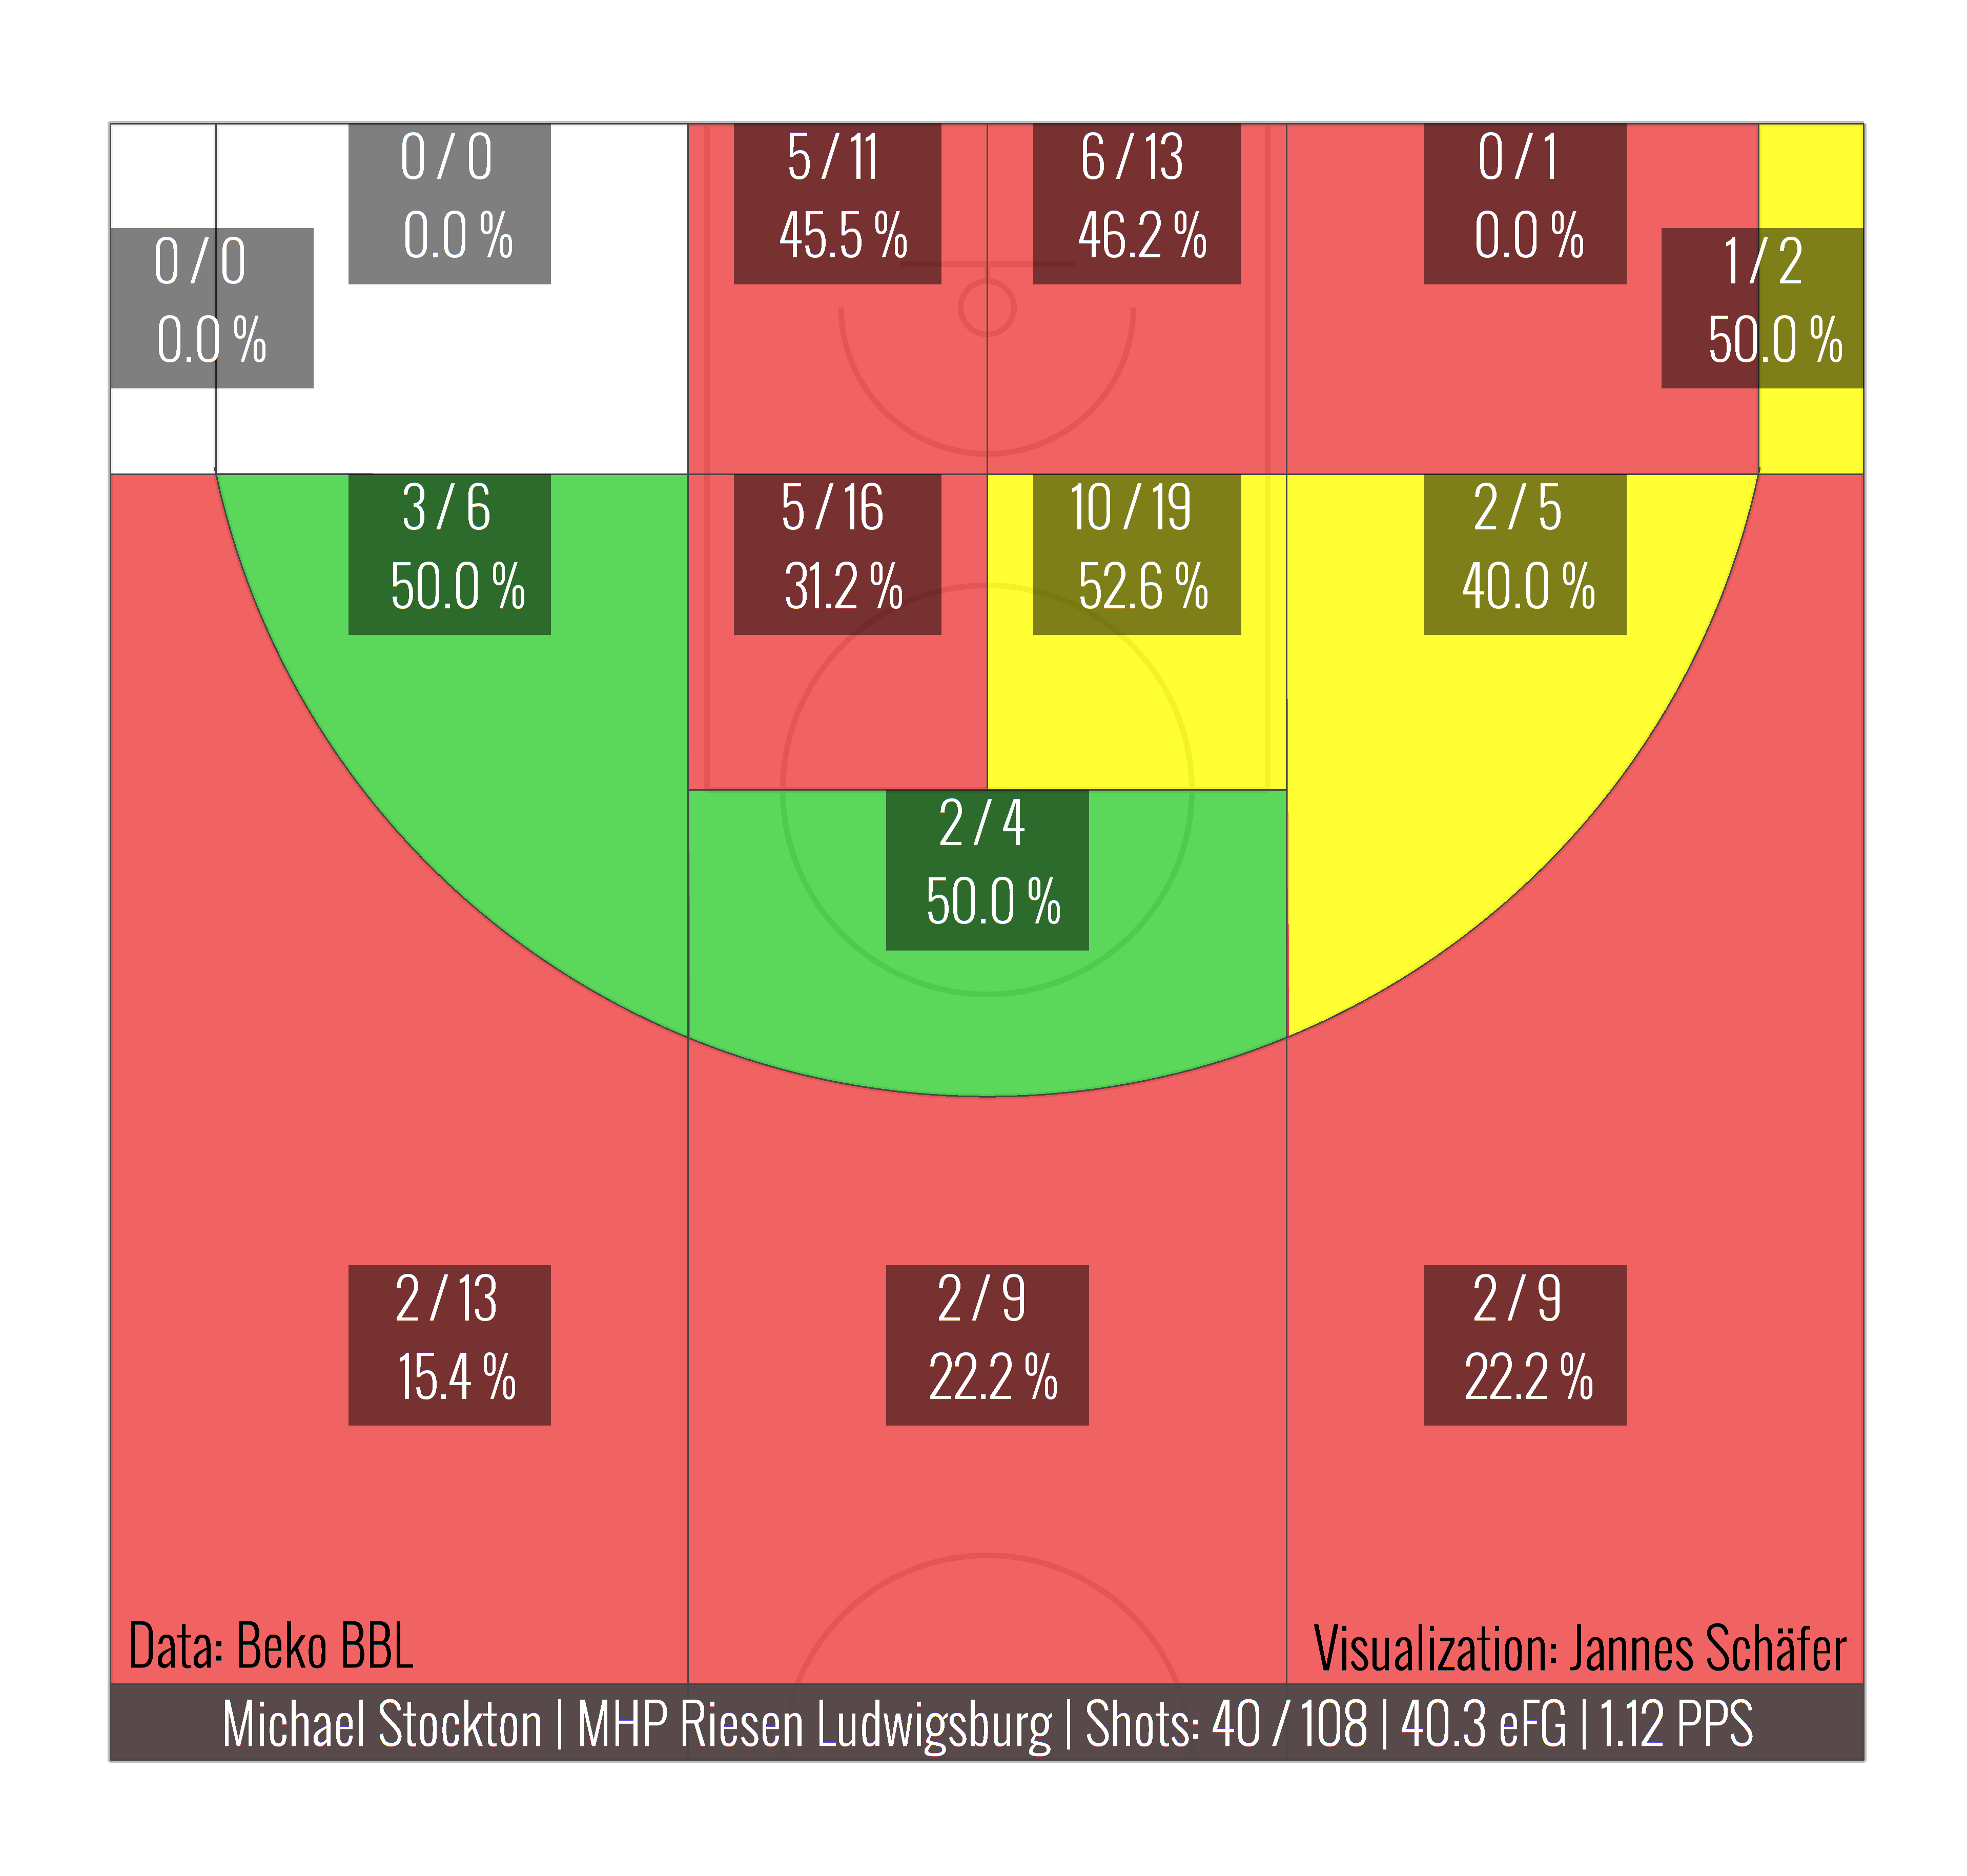 0 / 0
0.0 %
5 / 11
45.5 %
6 / 13
46.2 %
0 / 1
0.0 %
0 / 0
0.0 %
1 / 2
50.0 %
3 / 6
50.0 %
5 / 16
31.2 %
10 / 19
52.6 %
2 / 5
40.0 %
2 / 4
50.0 %
2 / 13
15.4 %
2 / 9
22.2 %
2 / 9
22.2 %
Data: Beko BBL
Visualization: Jannes Schäfer
Michael Stockton | MHP Riesen Ludwigsburg | Shots: 40 / 108 | 40.3 eFG | 1.12 PPS